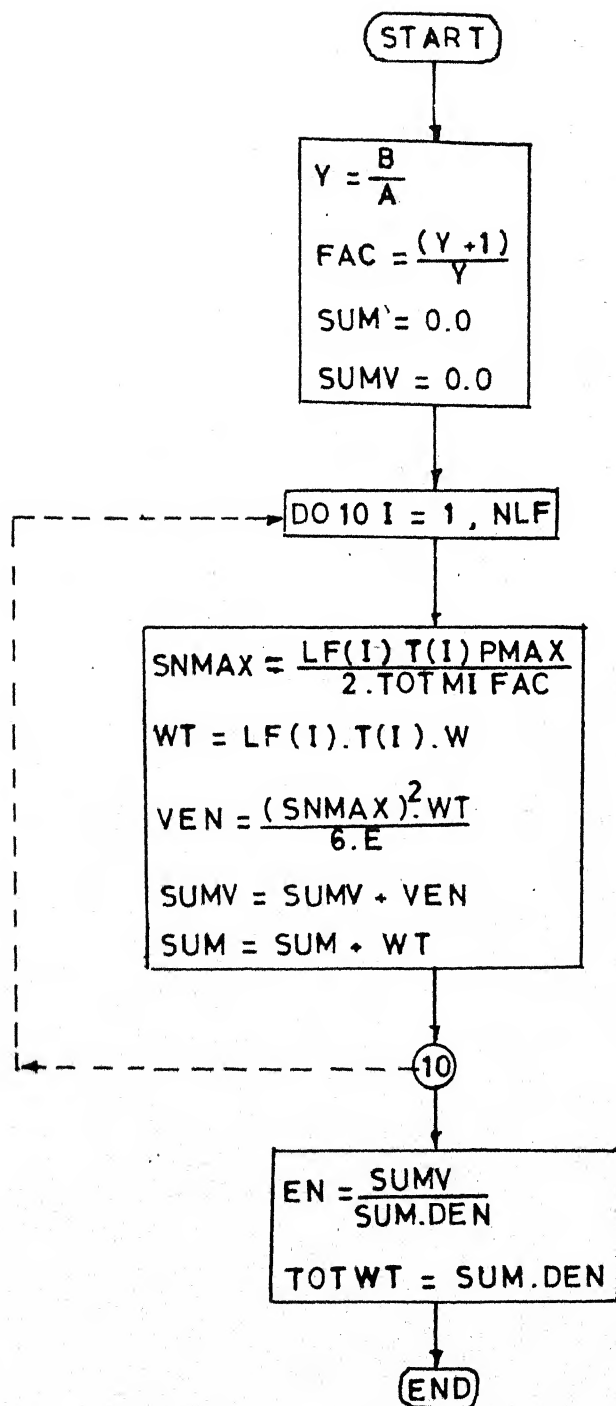 START
Y = B
A
FAC = (Y +1)
Y
SUM = 0.0
SUMV = 0.0
DO 10 I = 1 , NLF
SNMAX = LF(I) T(I) PMAX
2.TOTMI FAC
WT = LF(I).T(I).W
VEN = (SNMAX)².WT
6.E
SUMV = SUMV + VEN
SUM = SUM + WT
10
EN = SUMV
SUM.DEN
TOTWT = SUM.DEN
END